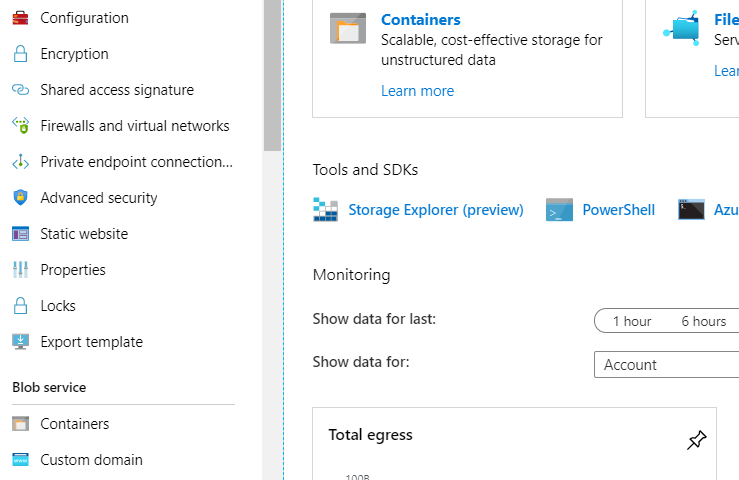 Configuration
Encryption
Shared access signature
Firewalls and virtual networks
Private endpoint connection...
Advanced security
Static website
Properties
Locks
Export template
Blob service
Containers
Custom domain
Containers
Scalable, cost-effective storage for
unstructured data
Learn more
File
Serv
Lear
Tools and SDKs
Storage Explorer (preview)
PowerShell
Azu
Monitoring
Show data for last:
1 hour
6 hours
Show data for:
Account
Total egress
100B